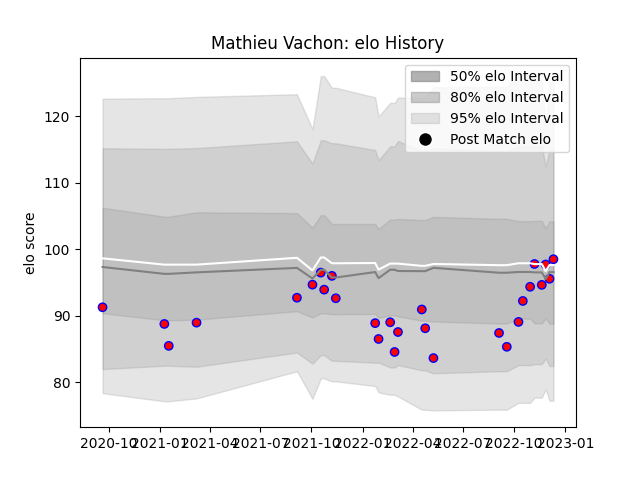 Mathieu Vachon: elo History
50% elo Interval
80% elo Interval
95% elo Interval
Post Match elo
elo score
120
110
100
90
80
2020-10 2021-01 2021-04 2021-07 2021-10 2022-01 2022-04 2022-07 2022-10 2023-01